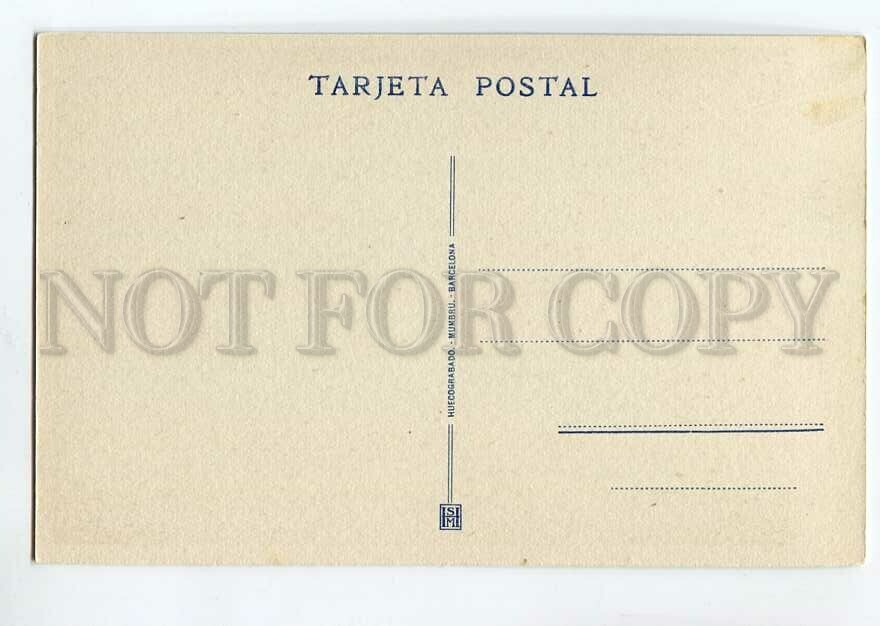 TARJETA POSTAL
HUECOGRABADO. - MUMBRU. - BARCELONA
NOT FOR COPY